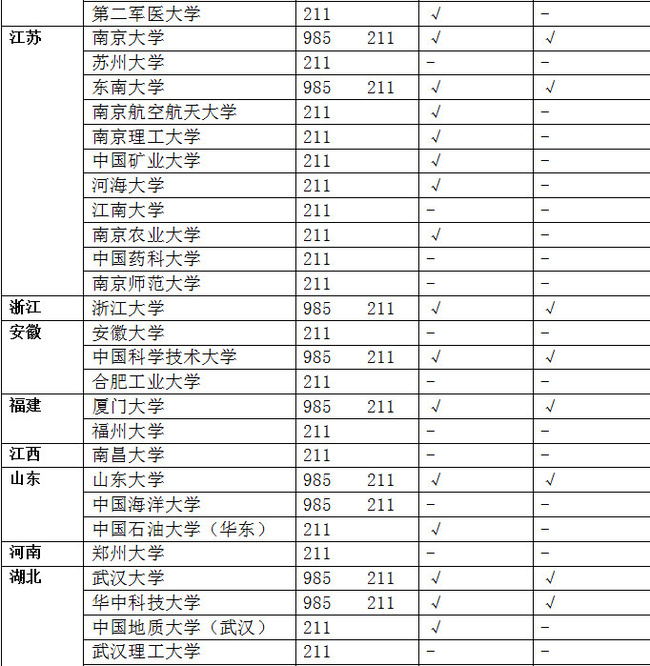 第二军医大学 211 √ -
江苏 南京大学 985 211 √ √
苏州大学 211 - -
东南大学 985 211 √ √
南京航空航天大学 211 √ -
南京理工大学 211 √ -
中国矿业大学 211 √ -
河海大学 211 √ -
江南大学 211 - -
南京农业大学 211 √ -
中国药科大学 211 - -
南京师范大学 211 - -
浙江 浙江大学 985 211 √ √
安徽 安徽大学 211 - -
中国科学技术大学 985 211 √ √
合肥工业大学 211 - -
福建 厦门大学 985 211 √ √
福州大学 211 - -
江西 南昌大学 211 - -
山东 山东大学 985 211 √ √
中国海洋大学 985 211 - -
中国石油大学（华东） 211 √ -
河南 郑州大学 211 - -
湖北 武汉大学 985 211 √ √
华中科技大学 985 211 √ √
中国地质大学（武汉） 211 √ -
武汉理工大学 211 - -